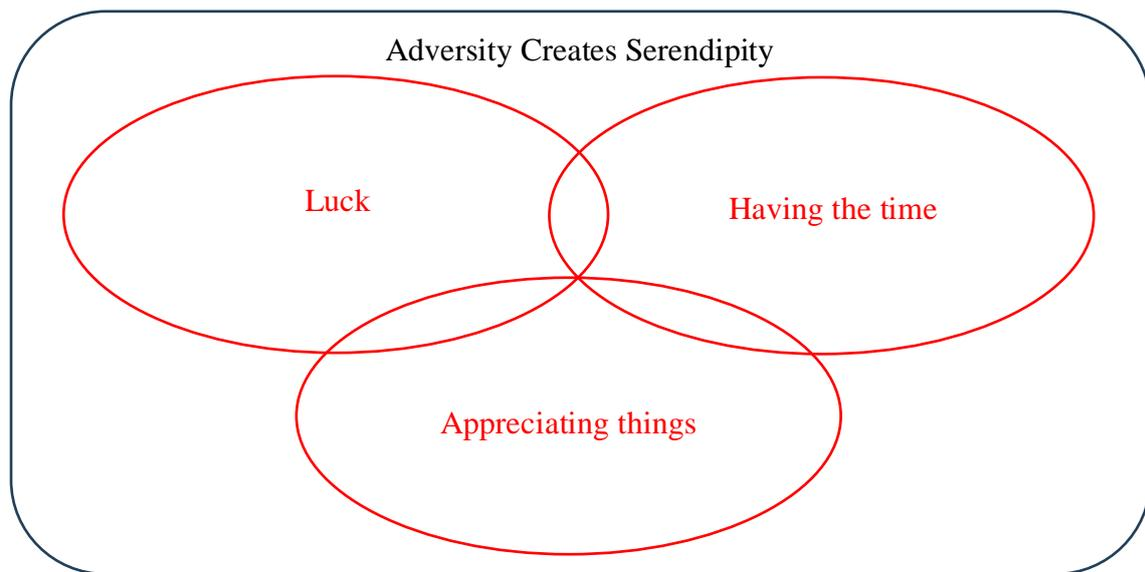 Adversity Creates Serendipity
Luck
Having the time
Appreciating things